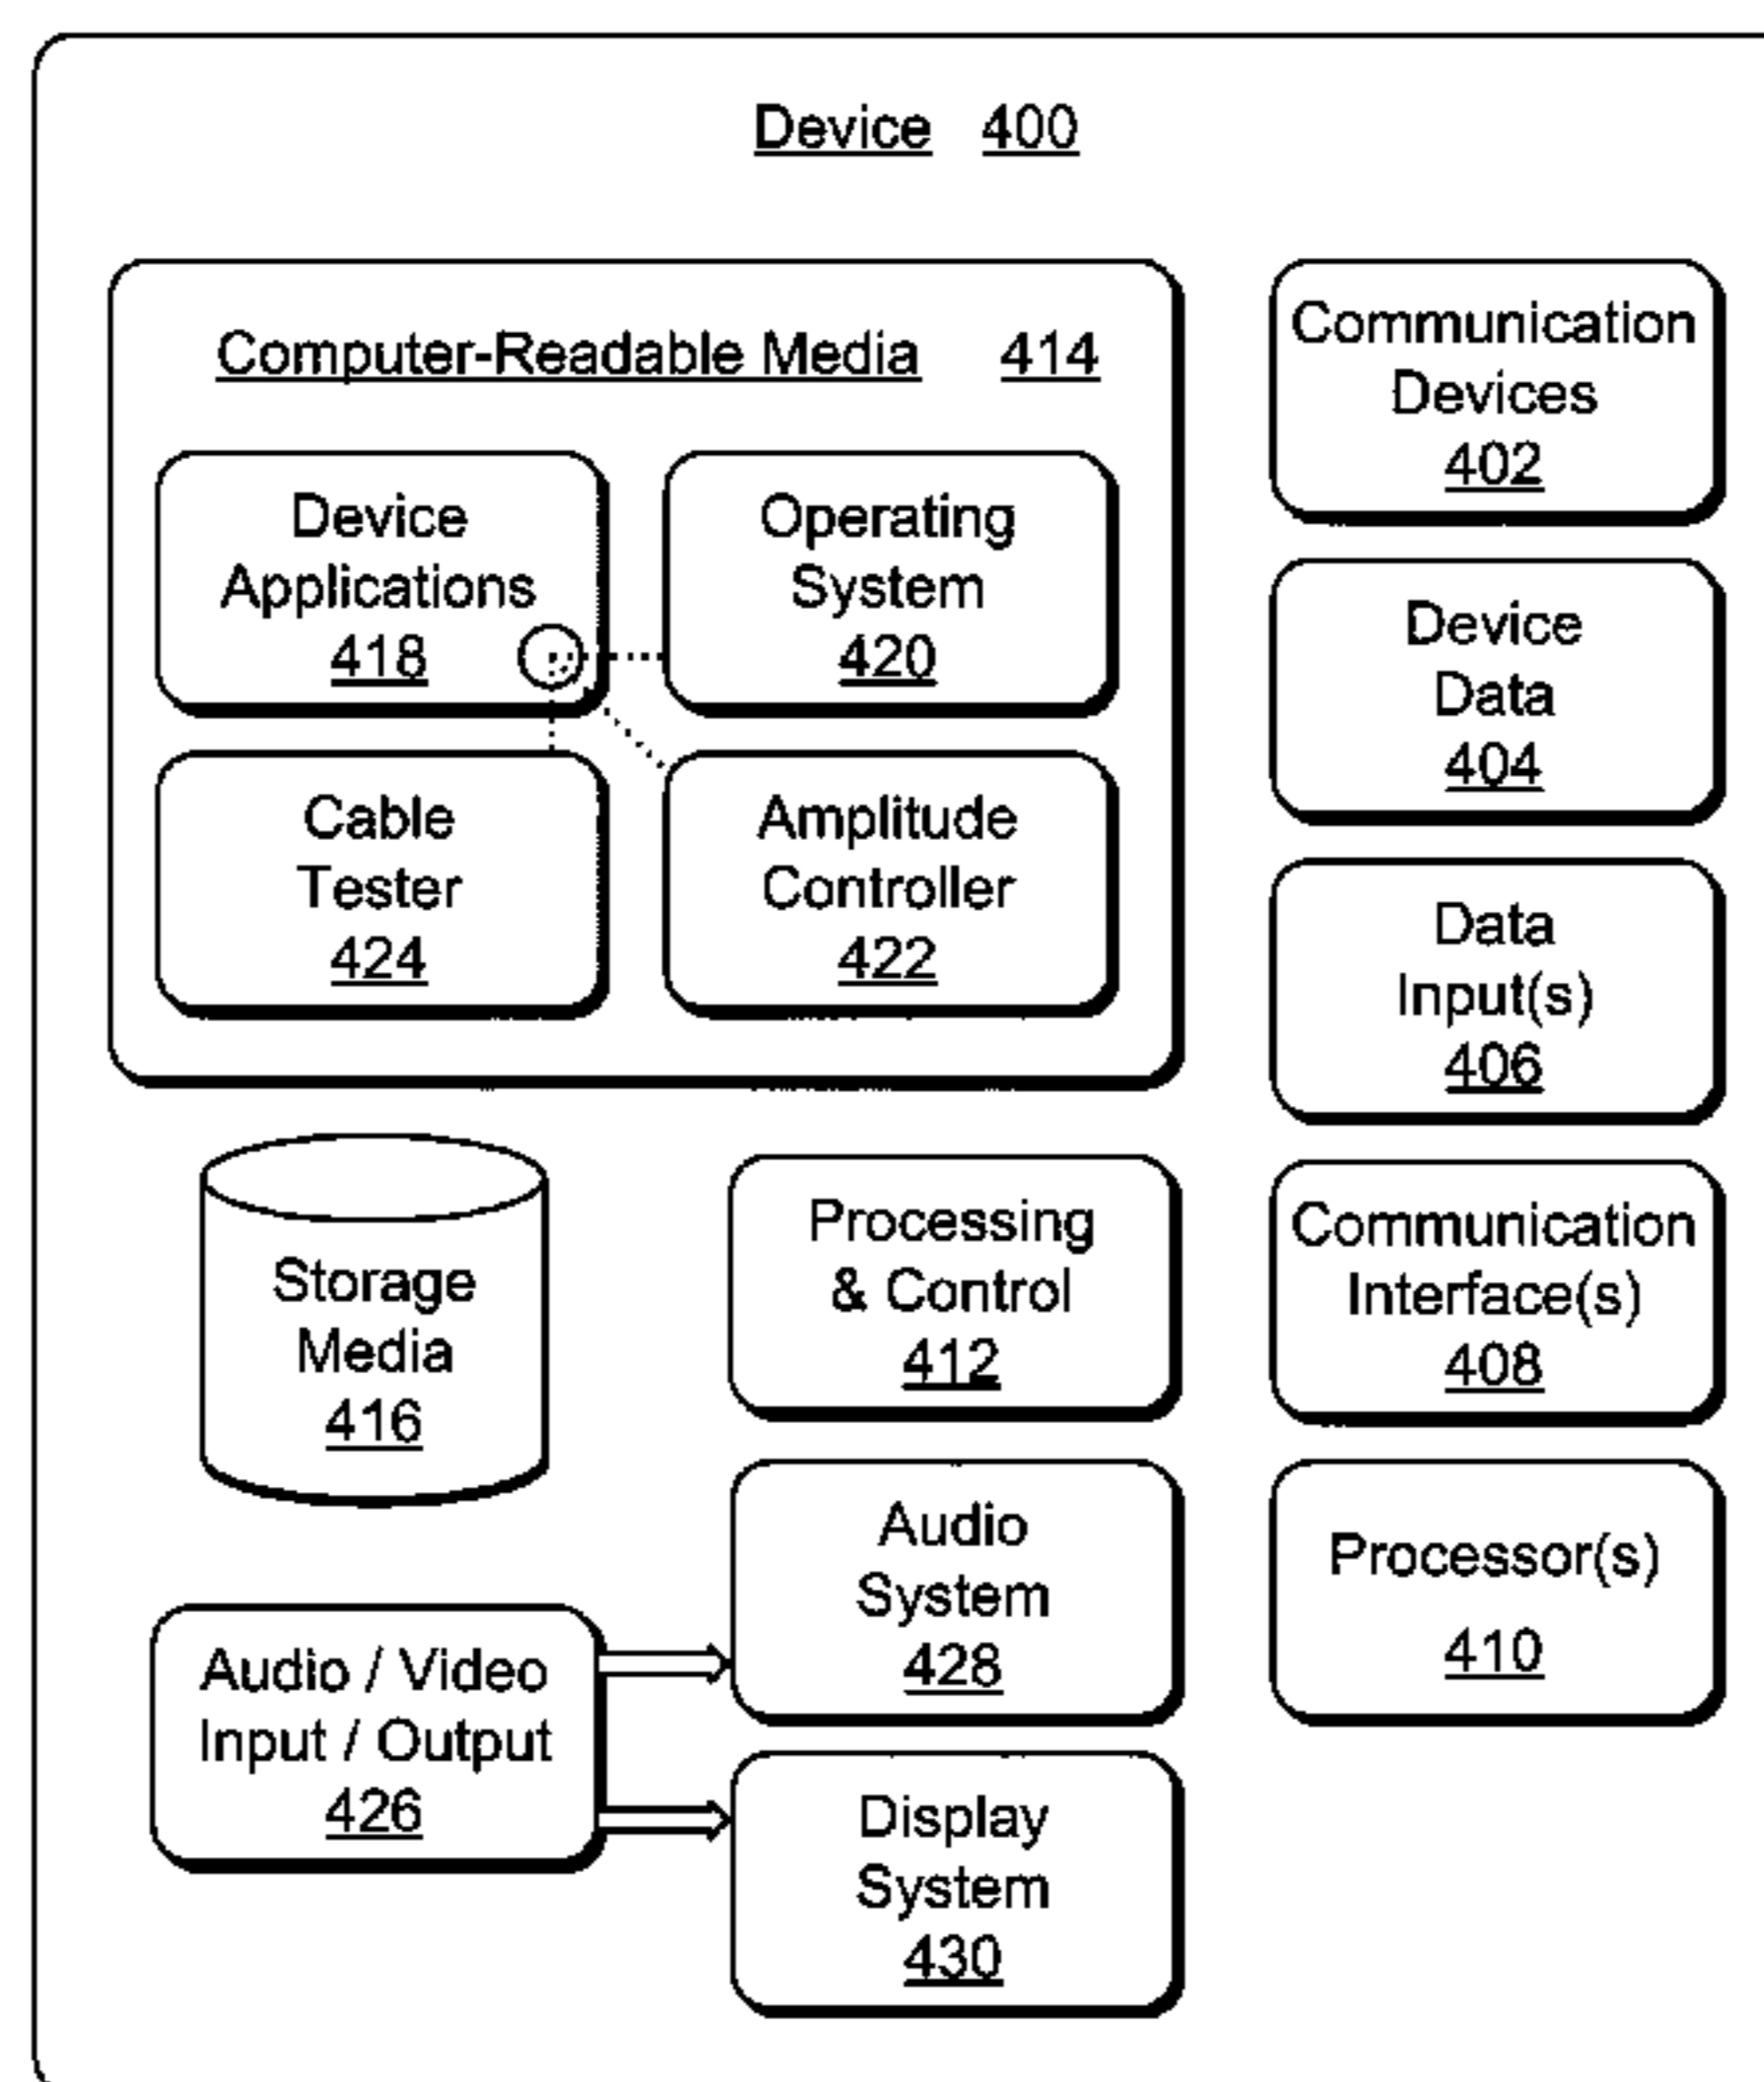 Device 400
Computer-Readable Media 414
Device
Applications
418
Operating
System
420
Cable
Tester
424
Amplitude
Controller
422
Communication
Devices
402
Device
Data
404
Data
Input(s)
406
Storage
Media
416
Processing
& Control
412
Communication
Interface(s)
408
Audio / Video
Input / Output
426
Audio
System
428
Processor(s)
410
Display
System
430